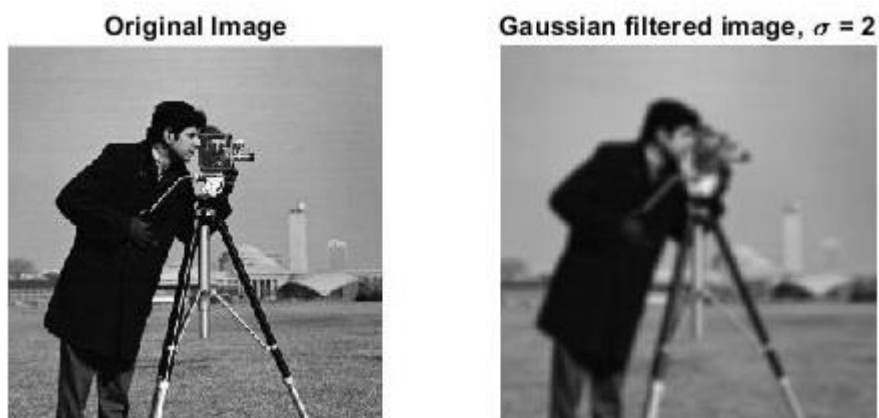 Original Image
Gaussian filtered image, σ = 2